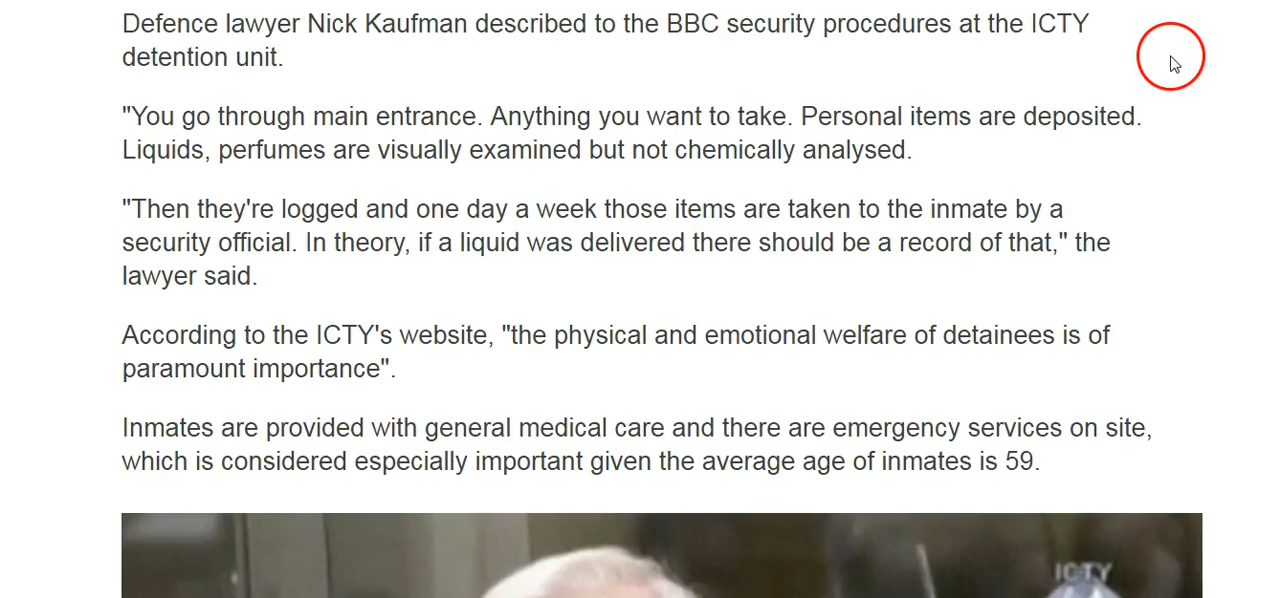 Defence lawyer Nick Kaufman described to the BBC security procedures at the ICTY
detention unit.
"You go through main entrance. Anything you want to take. Personal items are deposited.
Liquids, perfumes are visually examined but not chemically analysed.
"Then they're logged and one day a week those items are taken to the inmate by a
security official. In theory, if a liquid was delivered there should be a record of that," the
lawyer said.
According to the ICTY's website, "the physical and emotional welfare of detainees is of
paramount importance".
Inmates are provided with general medical care and there are emergency services on site,
which is considered especially important given the average age of inmates is 59.
ICTY